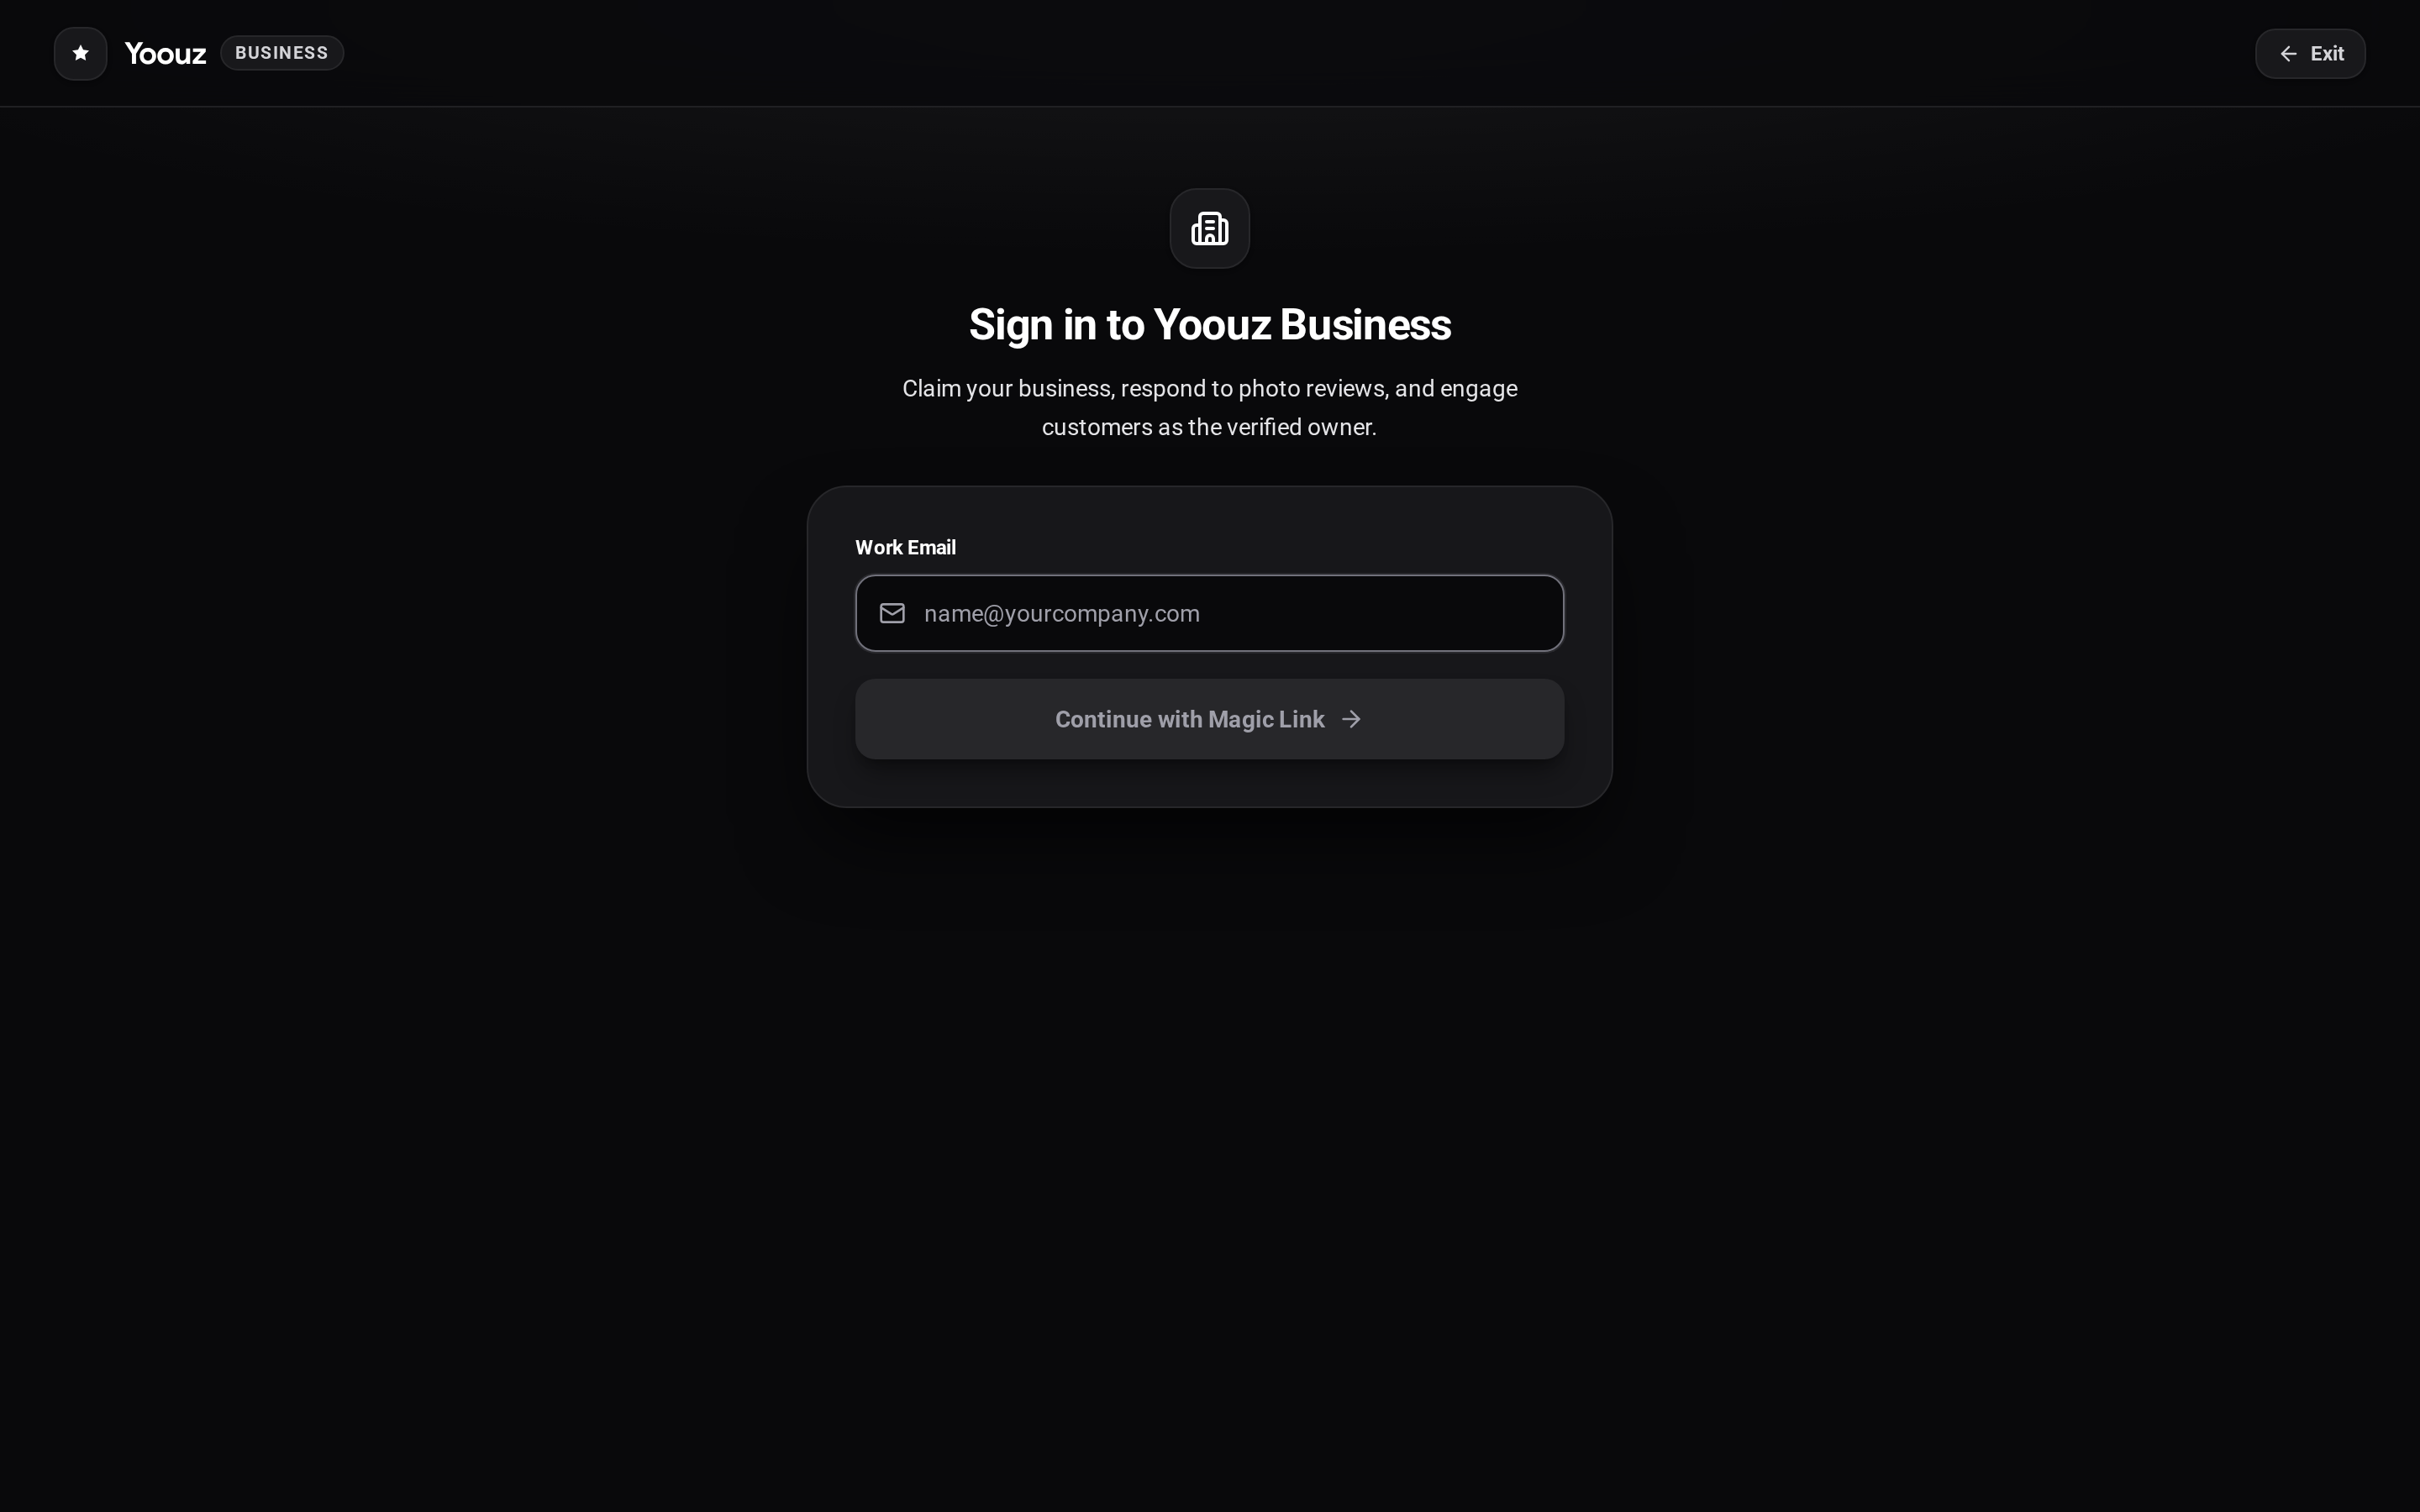 Yoouz BUSINESS
Exit
Sign in to Yoouz Business
Claim your business, respond to photo reviews, and engage
customers as the verified owner.
Work Email
name@yourcompany.com
Continue with Magic Link